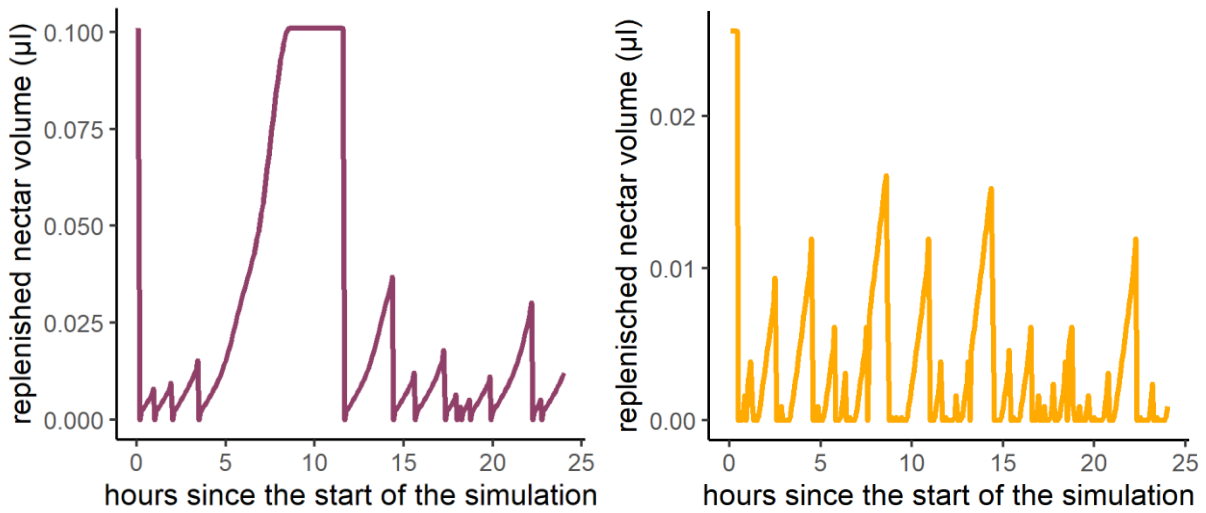 replenished nectar volume (µl)
0.100
0.075
0.050
0.025
0.000
0 5 10 15 20 25
hours since the start of the simulation
replenisched nectar volume (µl)
0.02
0.01
0.00
0 5 10 15 20 25
hours since the start of the simulation